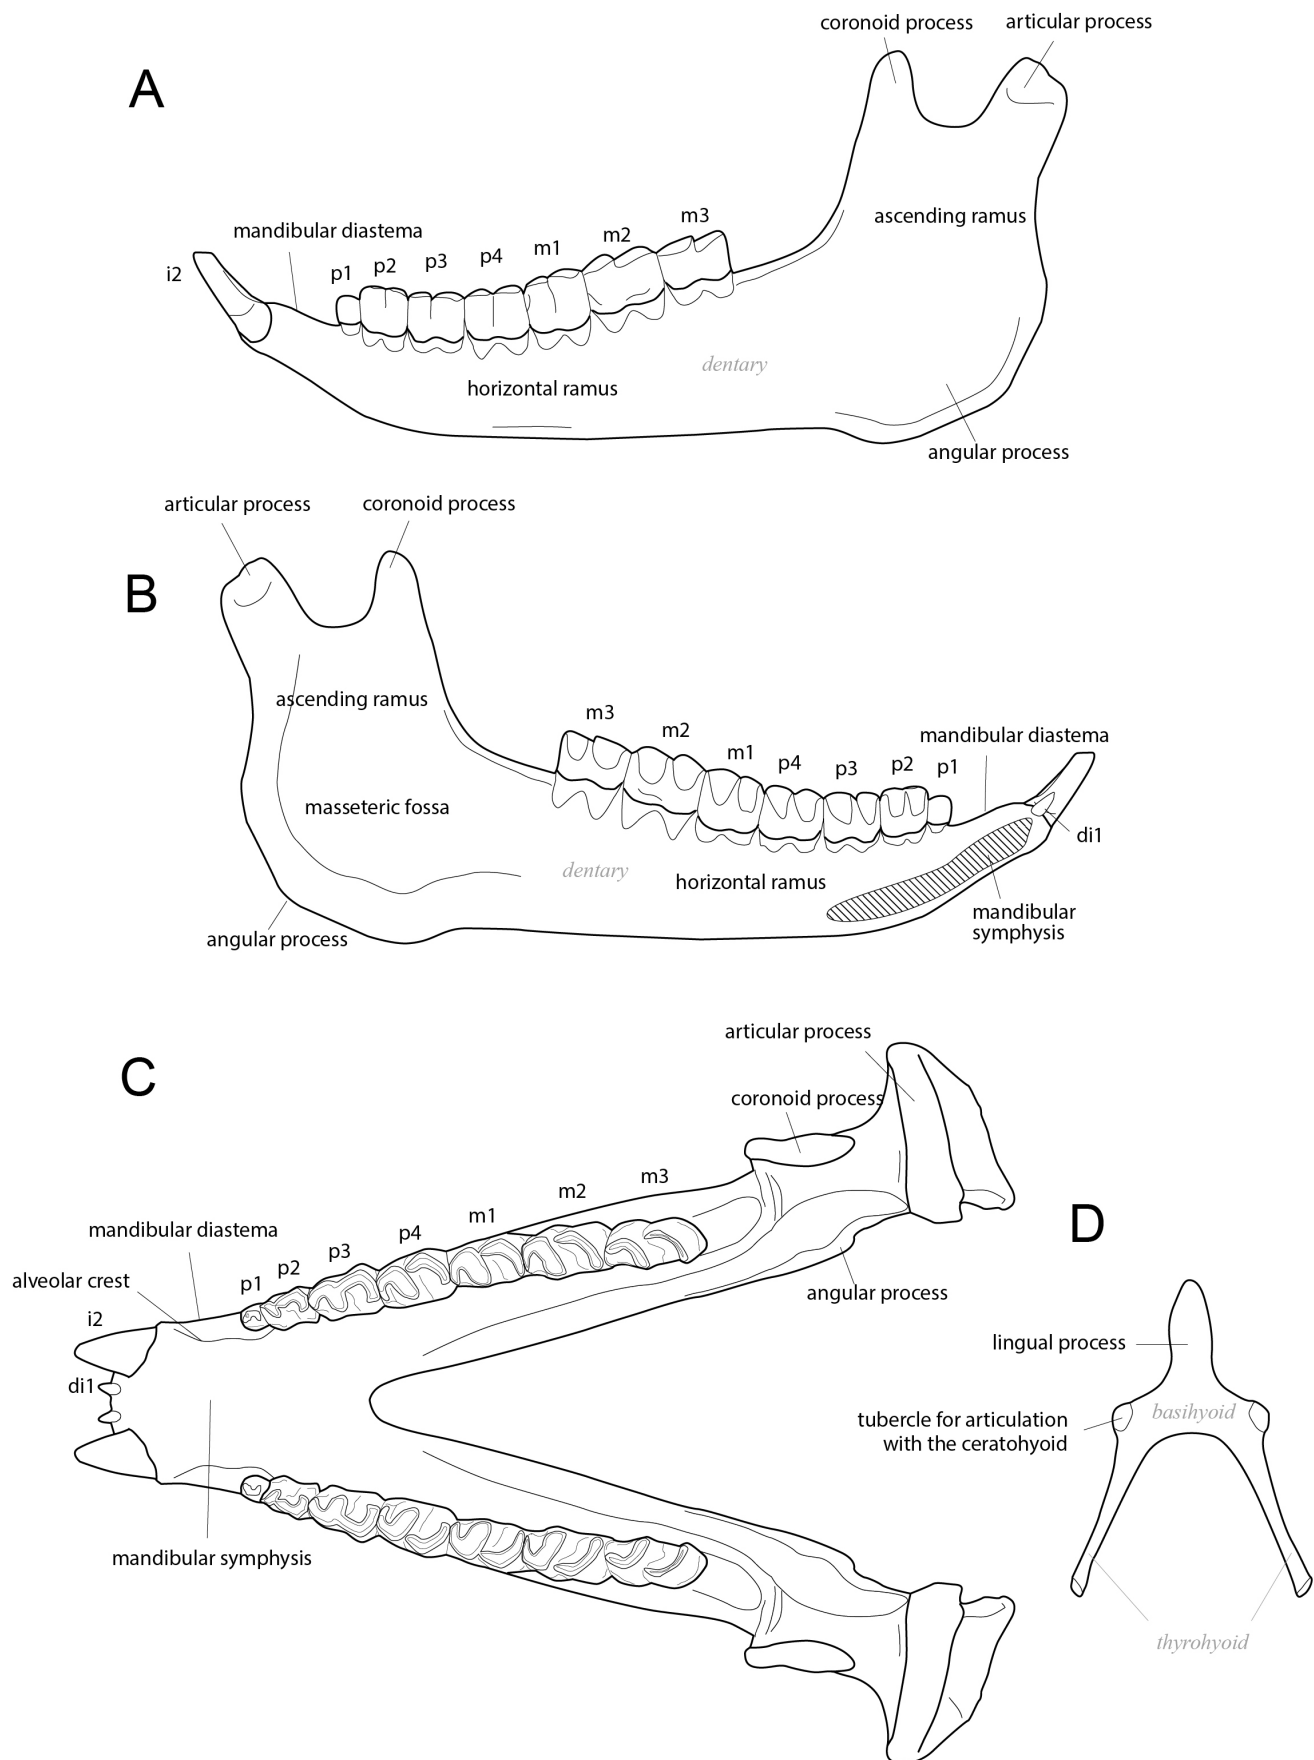 coronoid process
articular process
A
ascending ramus
m3
mandibular diastema
m2
m1
p4
p3
p2
p1
i2
dentary
horizontal ramus
angular process
articular process
coronoid process
B
ascending ramus
m3
m2
mandibular diastema
m1
p4
p3
p2
p1
masseteric fossa
di1
dentary
horizontal ramus
mandibular
symphysis
angular process
articular process
C
coronoid process
m3
m2
m1
D
mandibular diastema
p4
p3
p2
alveolar crest
p1
angular process
i2
lingual process
di1
basihyoid
tubercle for articulation
with the ceratohyoid
mandibular symphysis
thyrohyoid